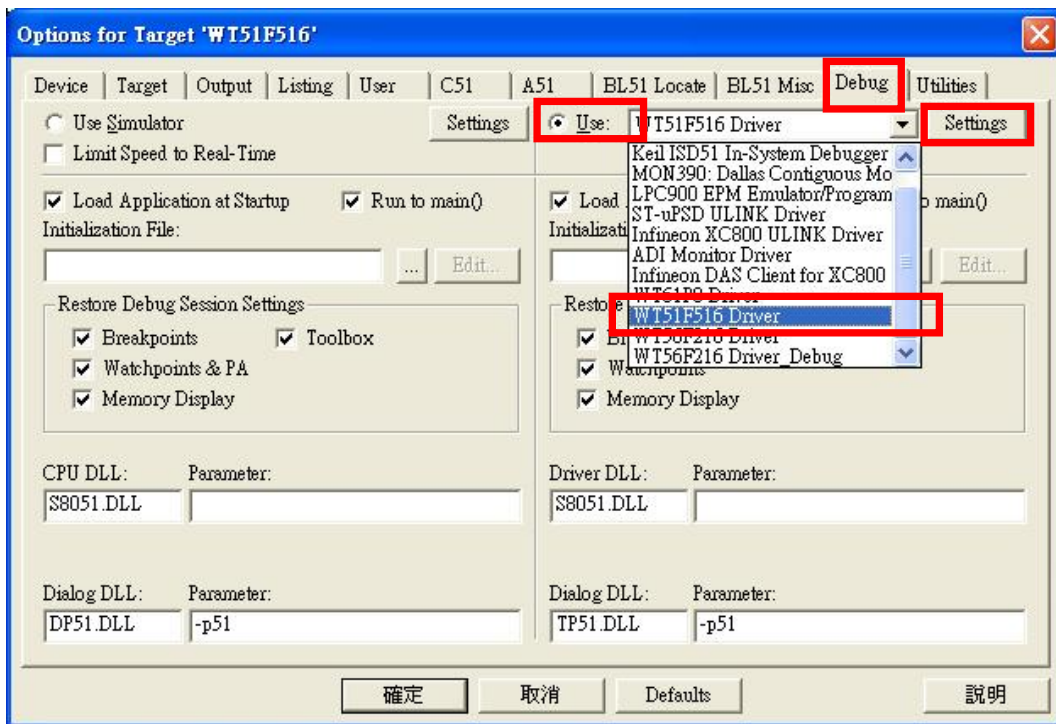 Options for Target 'WT51F516'
Device Target Output Listing User C51 A51 BL51 Locate BL51 Misc Debug Utilities
Use Simulator Settings Use: WT51F516 Driver Settings
Limit Speed to Real-Time
Keil ISD51 In-System Debugger
MON390: Dallas Contiguous Mo
LPC900 EPM Emulator/Program
ST-uPSD ULINK Driver
Infineon XC800 ULINK Driver
ADI Monitor Driver
Infineon DAS Client for XC800
WT61P8 Driver
WT51F516 Driver
WT56F216 Driver
WT56F216 Driver_Debug
Load Application at Startup Run to main() Load o main()
Initialization File: Initializati
... Edit... Edit...
Restore Debug Session Settings Restore
Breakpoints Toolbox
Watchpoints & PA Watchpoints
Memory Display Memory Display
CPU DLL: Parameter: Driver DLL: Parameter:
S8051.DLL S8051.DLL
Dialog DLL: Parameter: Dialog DLL: Parameter:
DP51.DLL -p51 TP51.DLL -p51
確定 取消 Defaults 說明